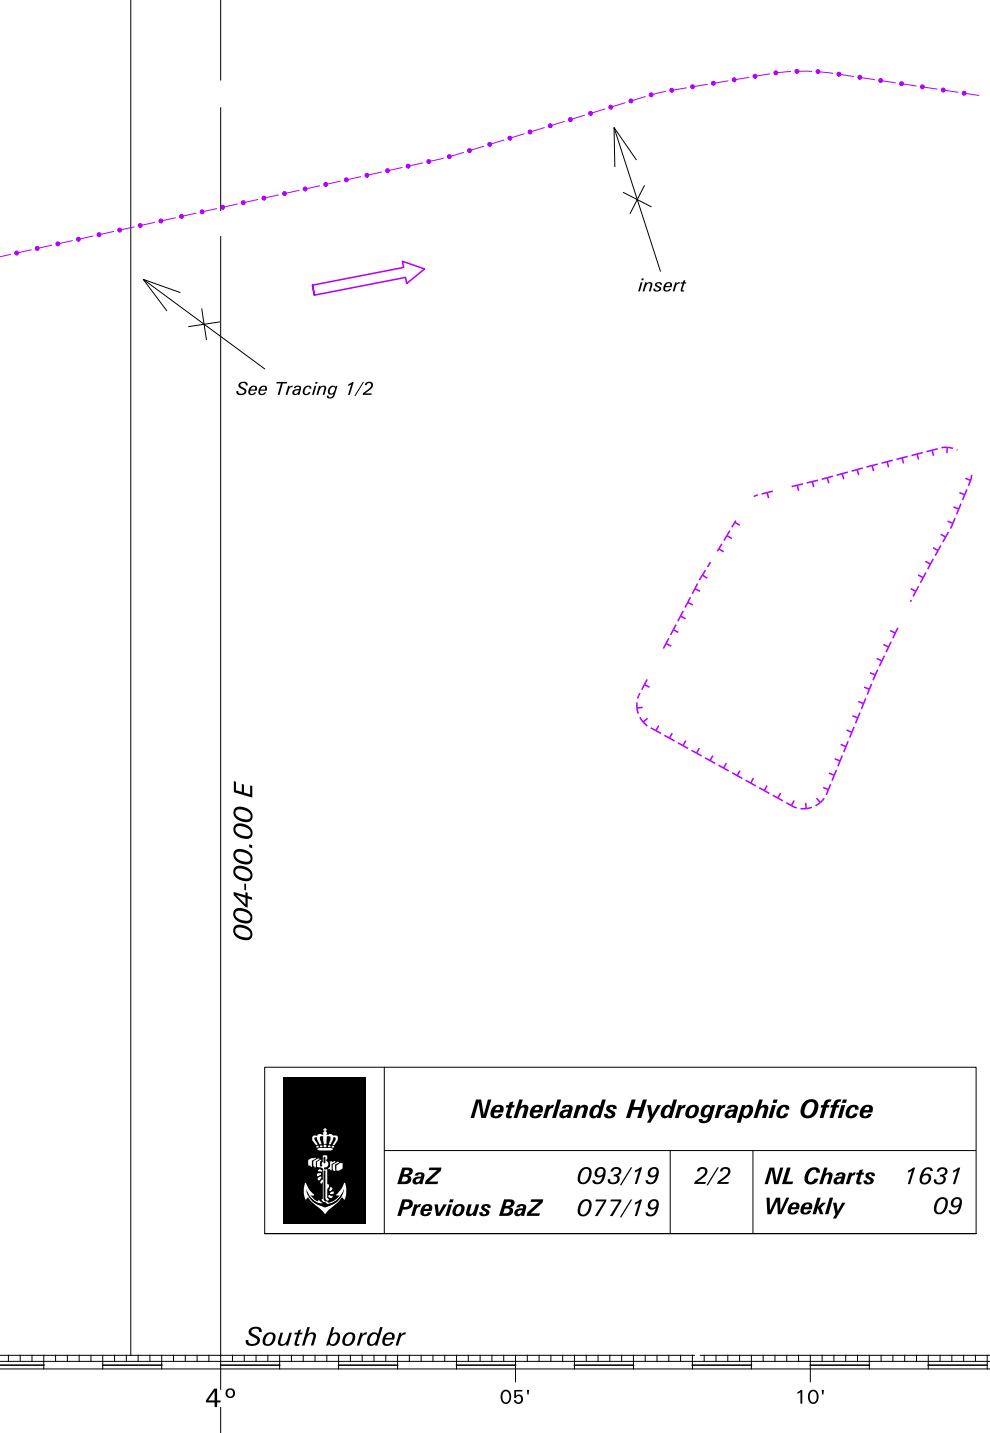 insert
See Tracing 1/2
004-00.00 E
Netherlands Hydrographic Office
BaZ 093/19 2/2 NL Charts 1631
Previous BaZ 077/19 Weekly 09
South border
4° 05' 10'